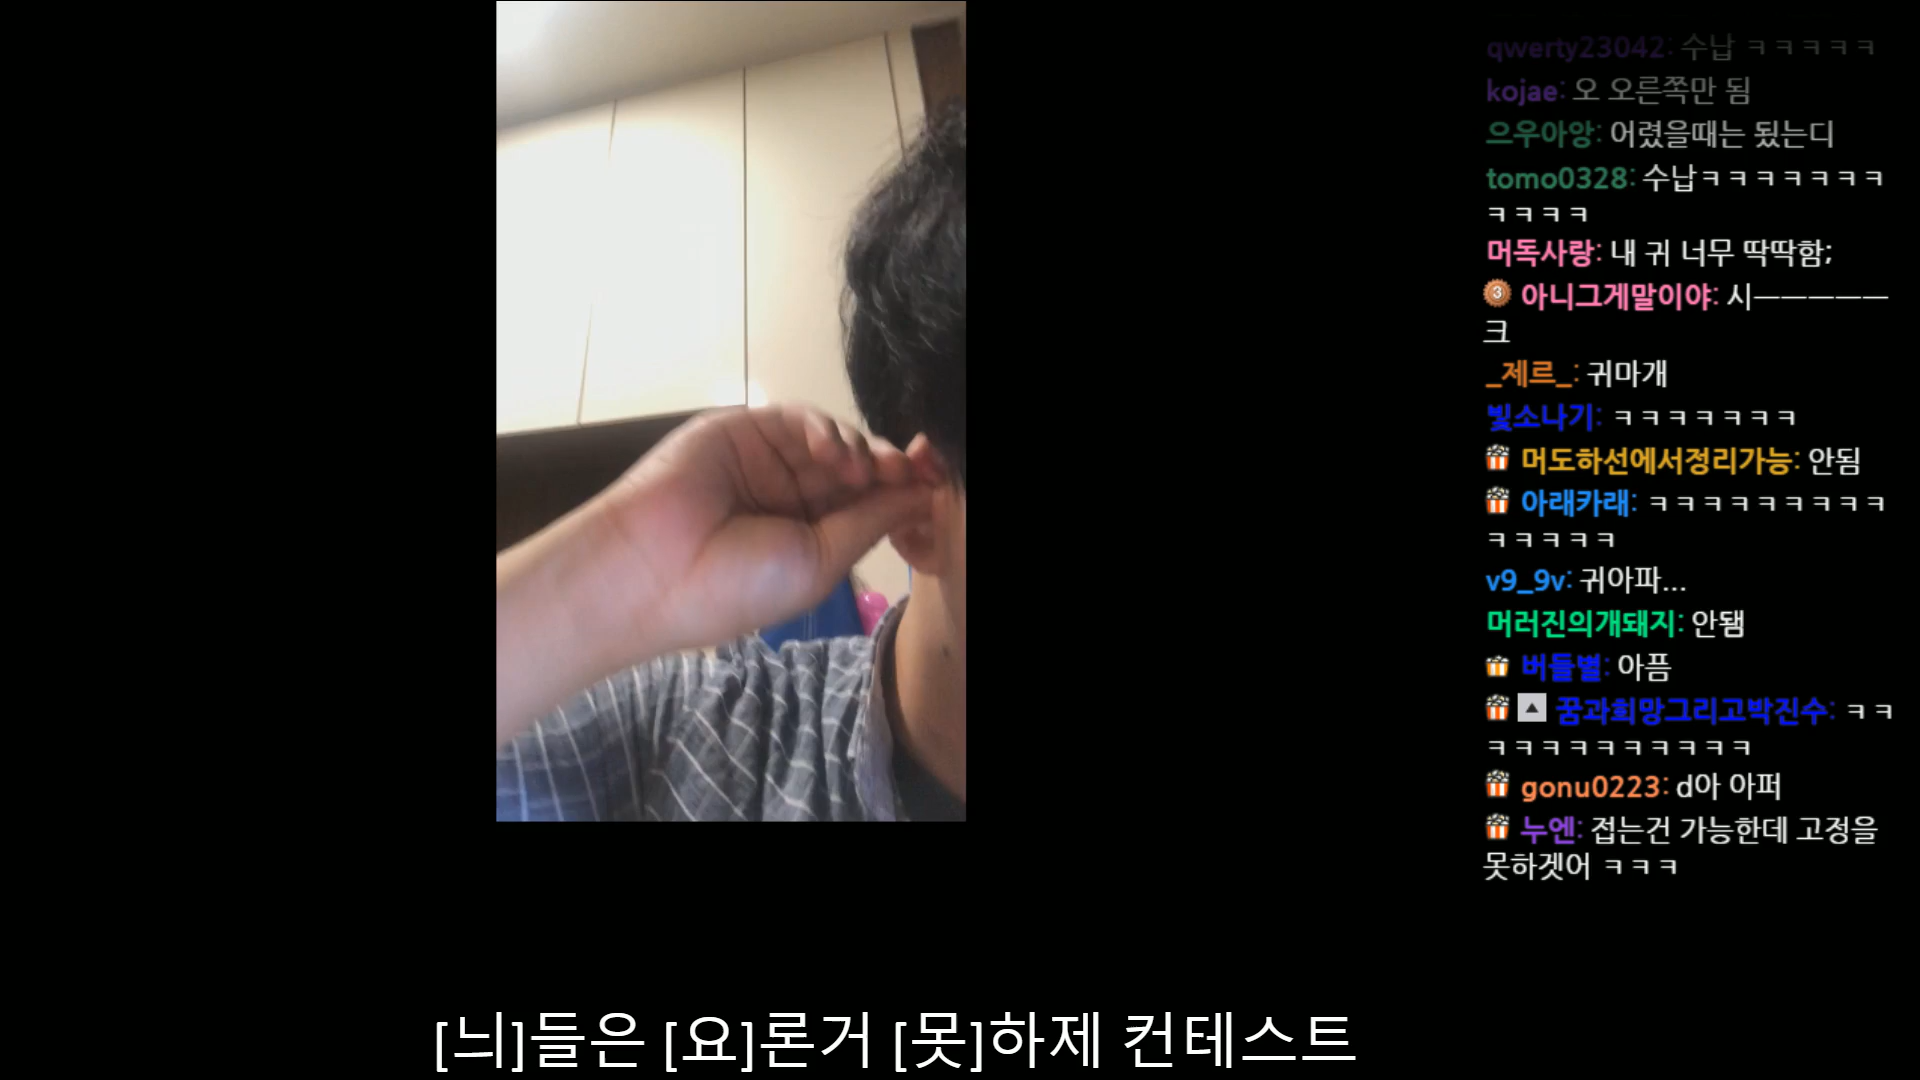 qwerty23042: 수납 ㅋㅋㅋㅋㅋ
kojae: 오 오른쪽만 됨
으우아앙: 어렸을때는 됬는디
tomo0328: 수납ㅋㅋㅋㅋㅋㅋㅋ
ㅋㅋㅋㅋ
머독사랑: 내 귀 너무 딱딱함;
3 아니그게말이야: 시─────
크
_제르_: 귀마개
빛소나기: ㅋㅋㅋㅋㅋㅋㅋ
머도하선에서정리가능: 안됨
아래카래: ㅋㅋㅋㅋㅋㅋㅋㅋㅋ
ㅋㅋㅋㅋㅋ
v9_9v: 귀아파...
머러진의개돼지: 안됌
버들별: 아픔
꿈과희망그리고박진수: ㅋㅋ
ㅋㅋㅋㅋㅋㅋㅋㅋㅋㅋ
gonu0223: d아 아퍼
누엔: 접는건 가능한데 고정을
못하겟어 ㅋㅋㅋ
[늬]들은 [요]론거 [못]하제 컨테스트